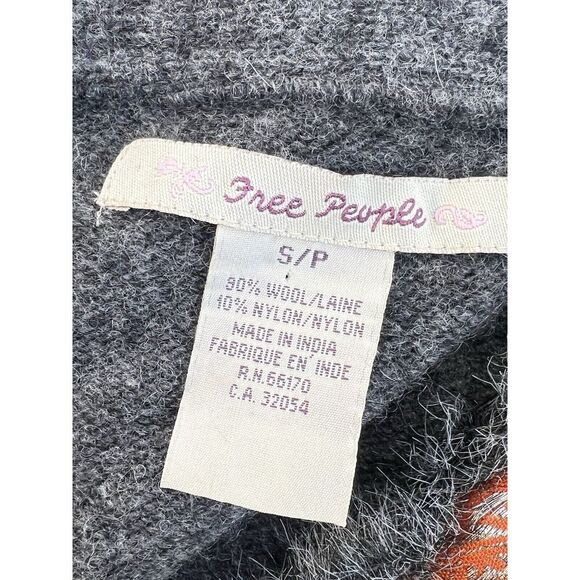 Free People
S/P
90% WOOL/LAINE
10% NYLON/NYLON
MADE IN INDIA
FABRIQUE EN INDE
R.N.66170
C.A. 32054